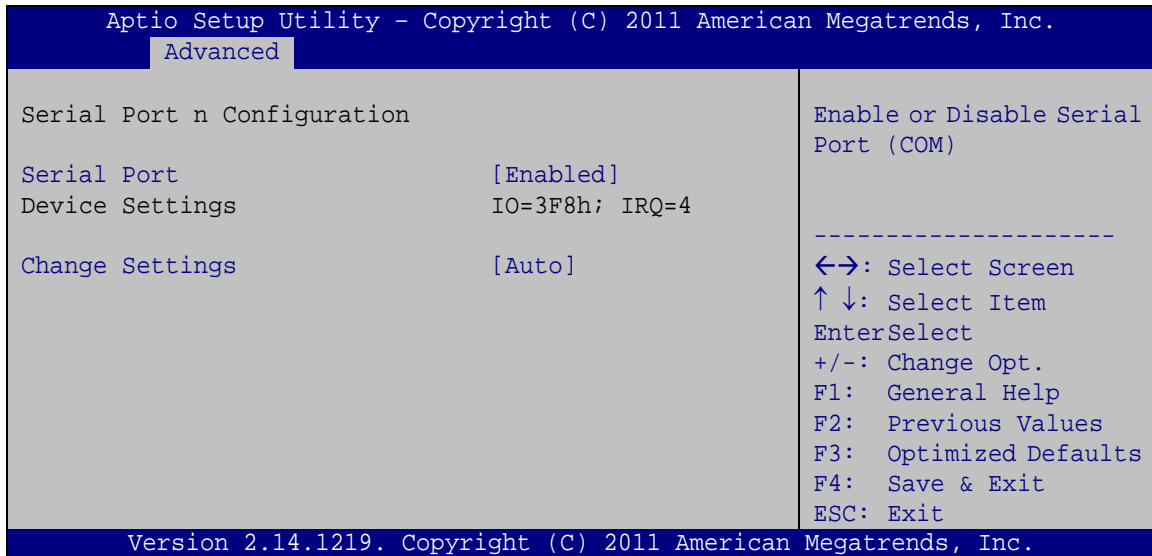 Aptio Setup Utility – Copyright (C) 2011 American Megatrends, Inc.
Advanced
Serial Port n Configuration
Serial Port [Enabled]
Device Settings IO=3F8h; IRQ=4
Change Settings [Auto]
Enable or Disable Serial
Port (COM)
---------------------
←→: Select Screen
↑ ↓: Select Item
EnterSelect
+/-: Change Opt.
F1: General Help
F2: Previous Values
F3: Optimized Defaults
F4: Save & Exit
ESC: Exit
Version 2.14.1219. Copyright (C) 2011 American Megatrends, Inc.